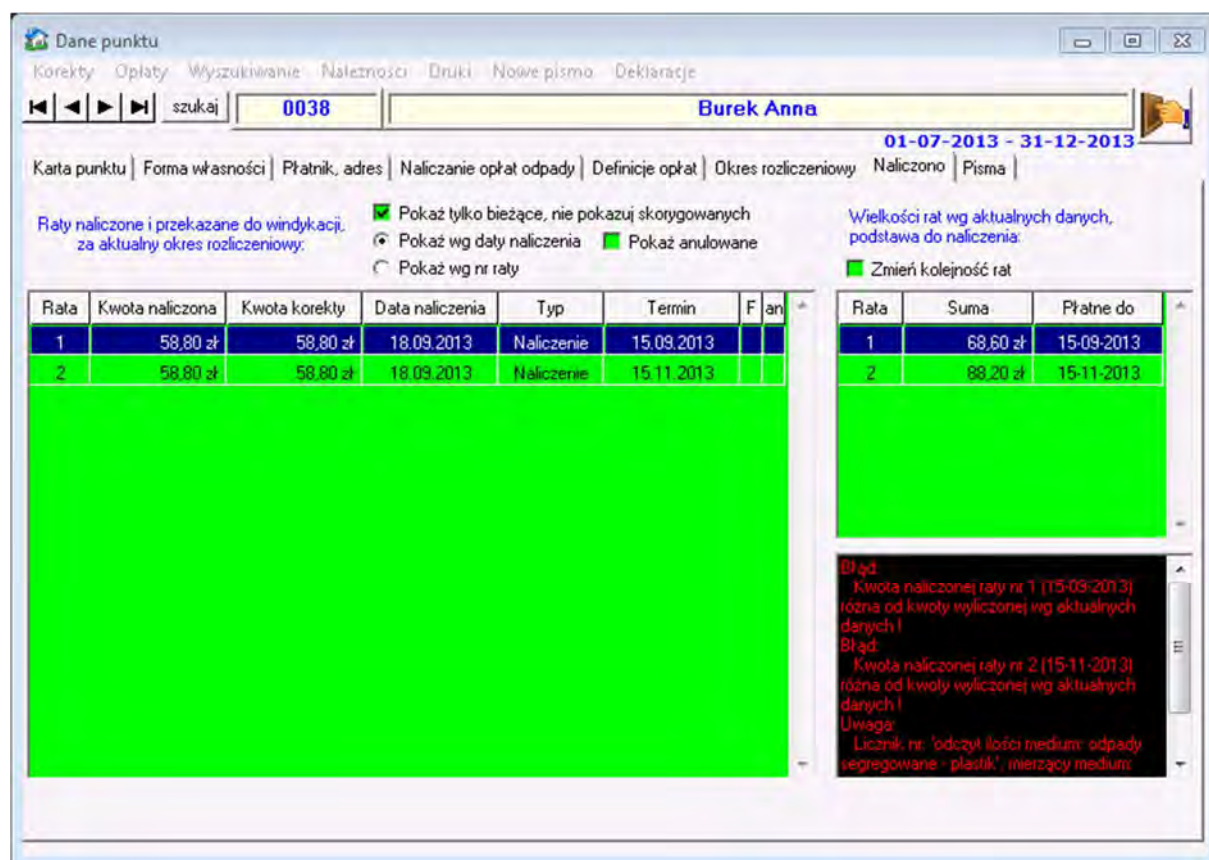 Dane punktu
Korekty Opłaty Wyszukiwanie Należności Druki Nowe pismo Deklaracje
szukaj 0038 Burek Anna
01-07-2013 - 31-12-2013
Karta punktu Forma własności Płatnik, adres Naliczanie opłat odpady Definicje opłat Okres rozliczeniowy Naliczono Pisma
Raty naliczone i przekazane do windykacji,
za aktualny okres rozliczeniowy:
Pokaż tylko bieżące, nie pokazuj skorygowanych
Pokaż wg daty naliczenia Pokaż anulowane
Pokaż wg nr raty
Wielkości rat wg aktualnych danych,
podstawa do naliczenia:
Zmień kolejność rat
Rata Kwota naliczona Kwota korekty Data naliczenia Typ Termin F an
1 58,80 zł 58,80 zł 18.09.2013 Naliczenie 15.09.2013
2 58,80 zł 58,80 zł 18.09.2013 Naliczenie 15.11.2013
Rata Suma Płatne do
1 68,60 zł 15-09-2013
2 88,20 zł 15-11-2013
Błąd:
Kwota naliczonej raty nr 1 (15-09-2013)
różna od kwoty wyliczonej wg aktualnych
danych !
Błąd:
Kwota naliczonej raty nr 2 (15-11-2013)
różna od kwoty wyliczonej wg aktualnych
danych !
Uwaga:
Licznik nr: 'odczyt ilości medium: odpady
segregowane - plastik', mierzący medium: